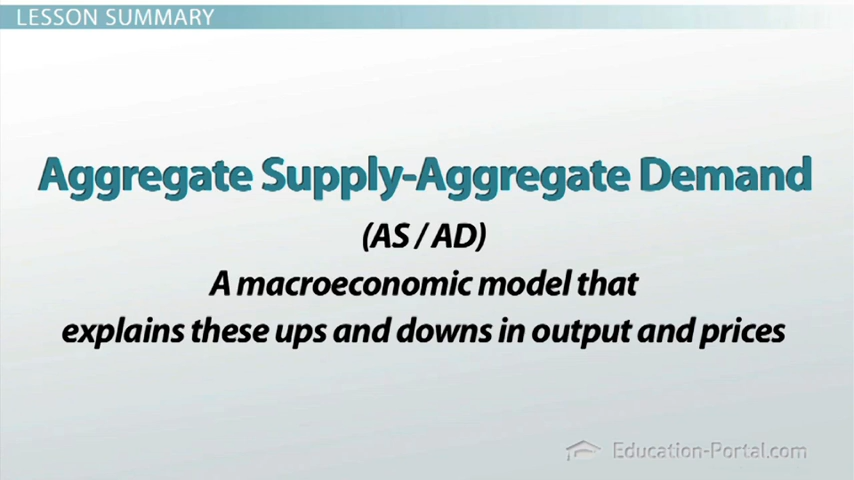 LESSON SUMMARY
Aggregate Supply-Aggregate Demand
(AS / AD)
A macroeconomic model that
explains these ups and downs in output and prices
Education-Portal.com